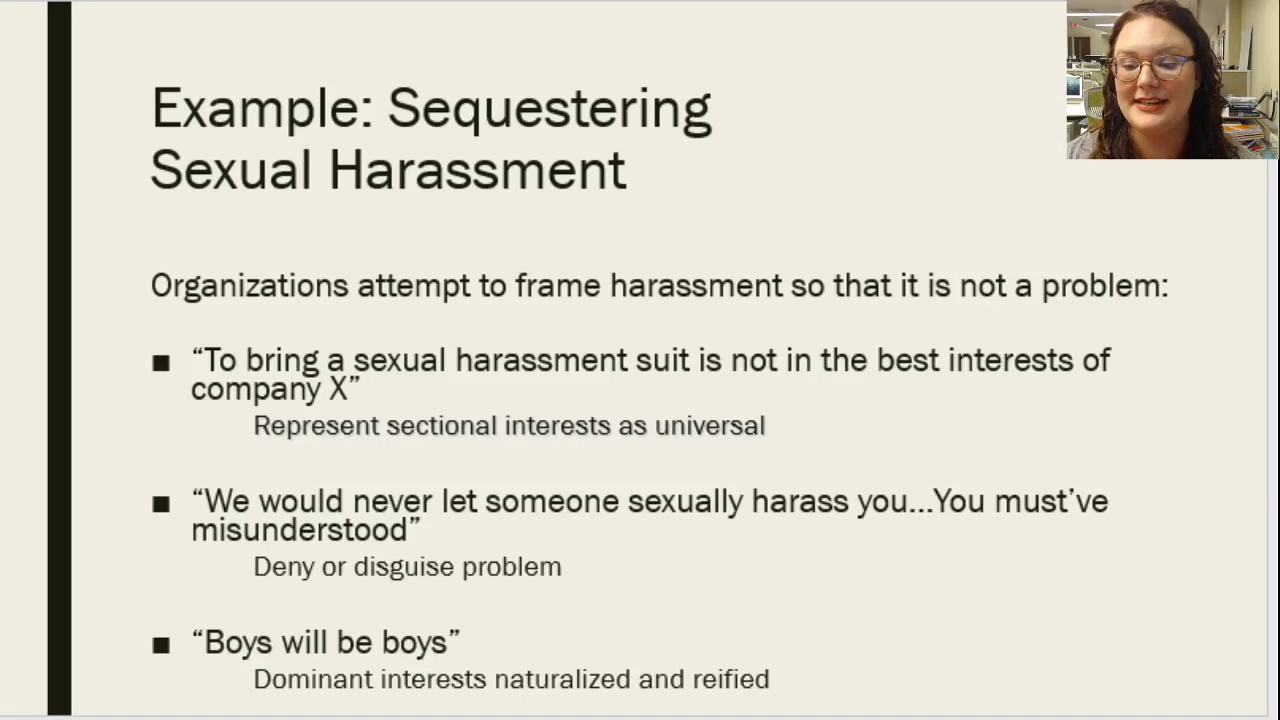 Example: Sequestering
Sexual Harassment
Organizations attempt to frame harassment so that it is not a problem:
■ “To bring a sexual harassment suit is not in the best interests of
company X”
Represent sectional interests as universal
■ “We would never let someone sexually harass you...You must’ve
misunderstood”
Deny or disguise problem
■ “Boys will be boys”
Dominant interests naturalized and reified